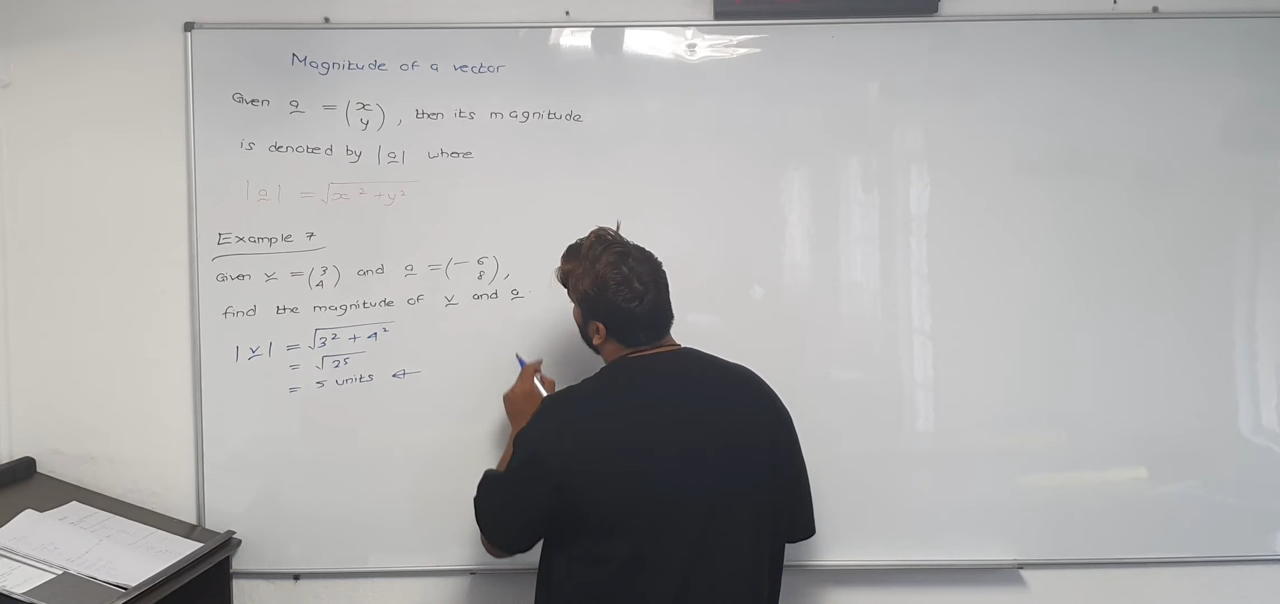 Magnitude of a vector
Given a = (x y), then its magnitude
is denoted by |a| where
|a| = √x² + y²
Example 7
Given v = (3 4) and a = (-6 8),
find the magnitude of v and a.
|v| = √3² + 4²
= √25
= 5 units ←